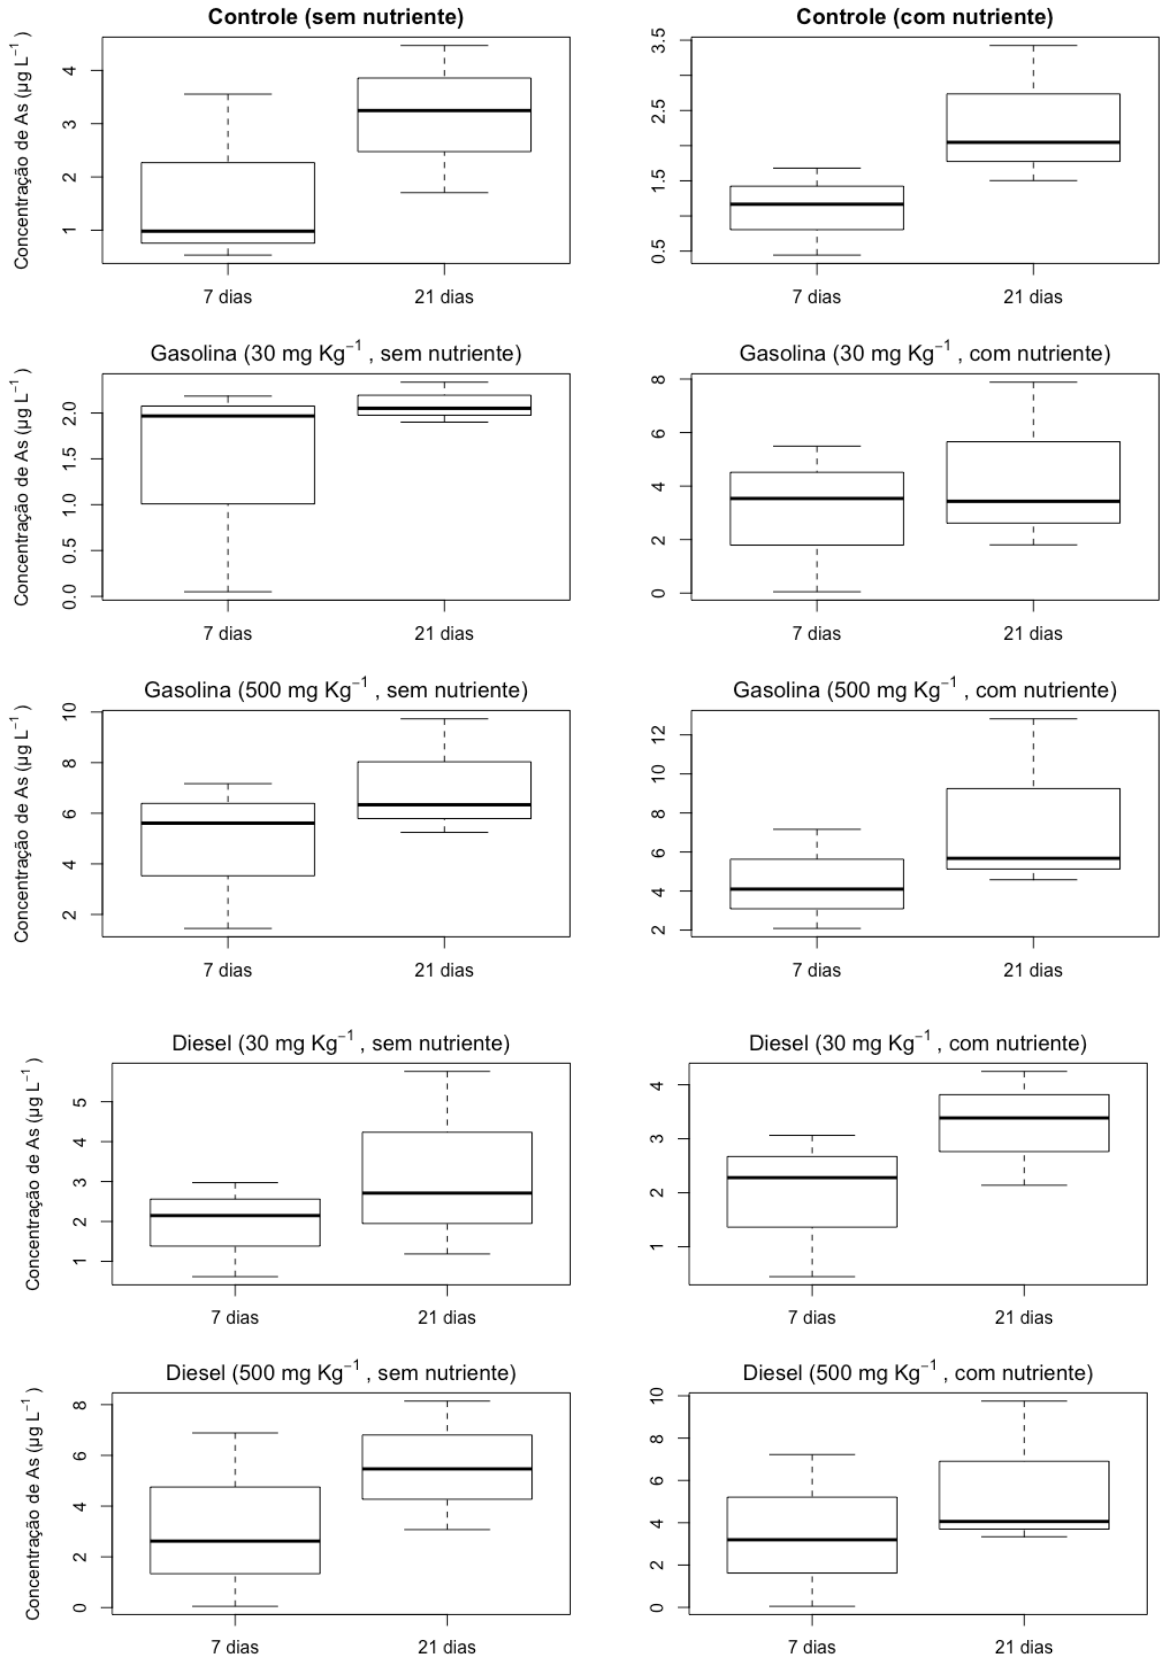 Controle (sem nutriente)
Controle (com nutriente)
Concentração de As (µg L⁻¹ )
4
3
2
1
7 dias
21 dias
3.5
2.5
1.5
0.5
7 dias
21 dias
Gasolina (30 mg Kg⁻¹ , sem nutriente)
Gasolina (30 mg Kg⁻¹ , com nutriente)
Concentração de As (µg L⁻¹ )
2.0
1.5
1.0
0.5
0.0
7 dias
21 dias
8
6
4
2
0
7 dias
21 dias
Gasolina (500 mg Kg⁻¹ , sem nutriente)
Gasolina (500 mg Kg⁻¹ , com nutriente)
Concentração de As (µg L⁻¹ )
10
8
6
4
2
7 dias
21 dias
12
10
8
6
4
2
7 dias
21 dias
Diesel (30 mg Kg⁻¹ , sem nutriente)
Diesel (30 mg Kg⁻¹ , com nutriente)
Concentração de As (µg L⁻¹ )
5
4
3
2
1
7 dias
21 dias
4
3
2
1
7 dias
21 dias
Diesel (500 mg Kg⁻¹ , sem nutriente)
Diesel (500 mg Kg⁻¹ , com nutriente)
Concentração de As (µg L⁻¹ )
8
6
4
2
0
7 dias
21 dias
10
8
6
4
2
0
7 dias
21 dias